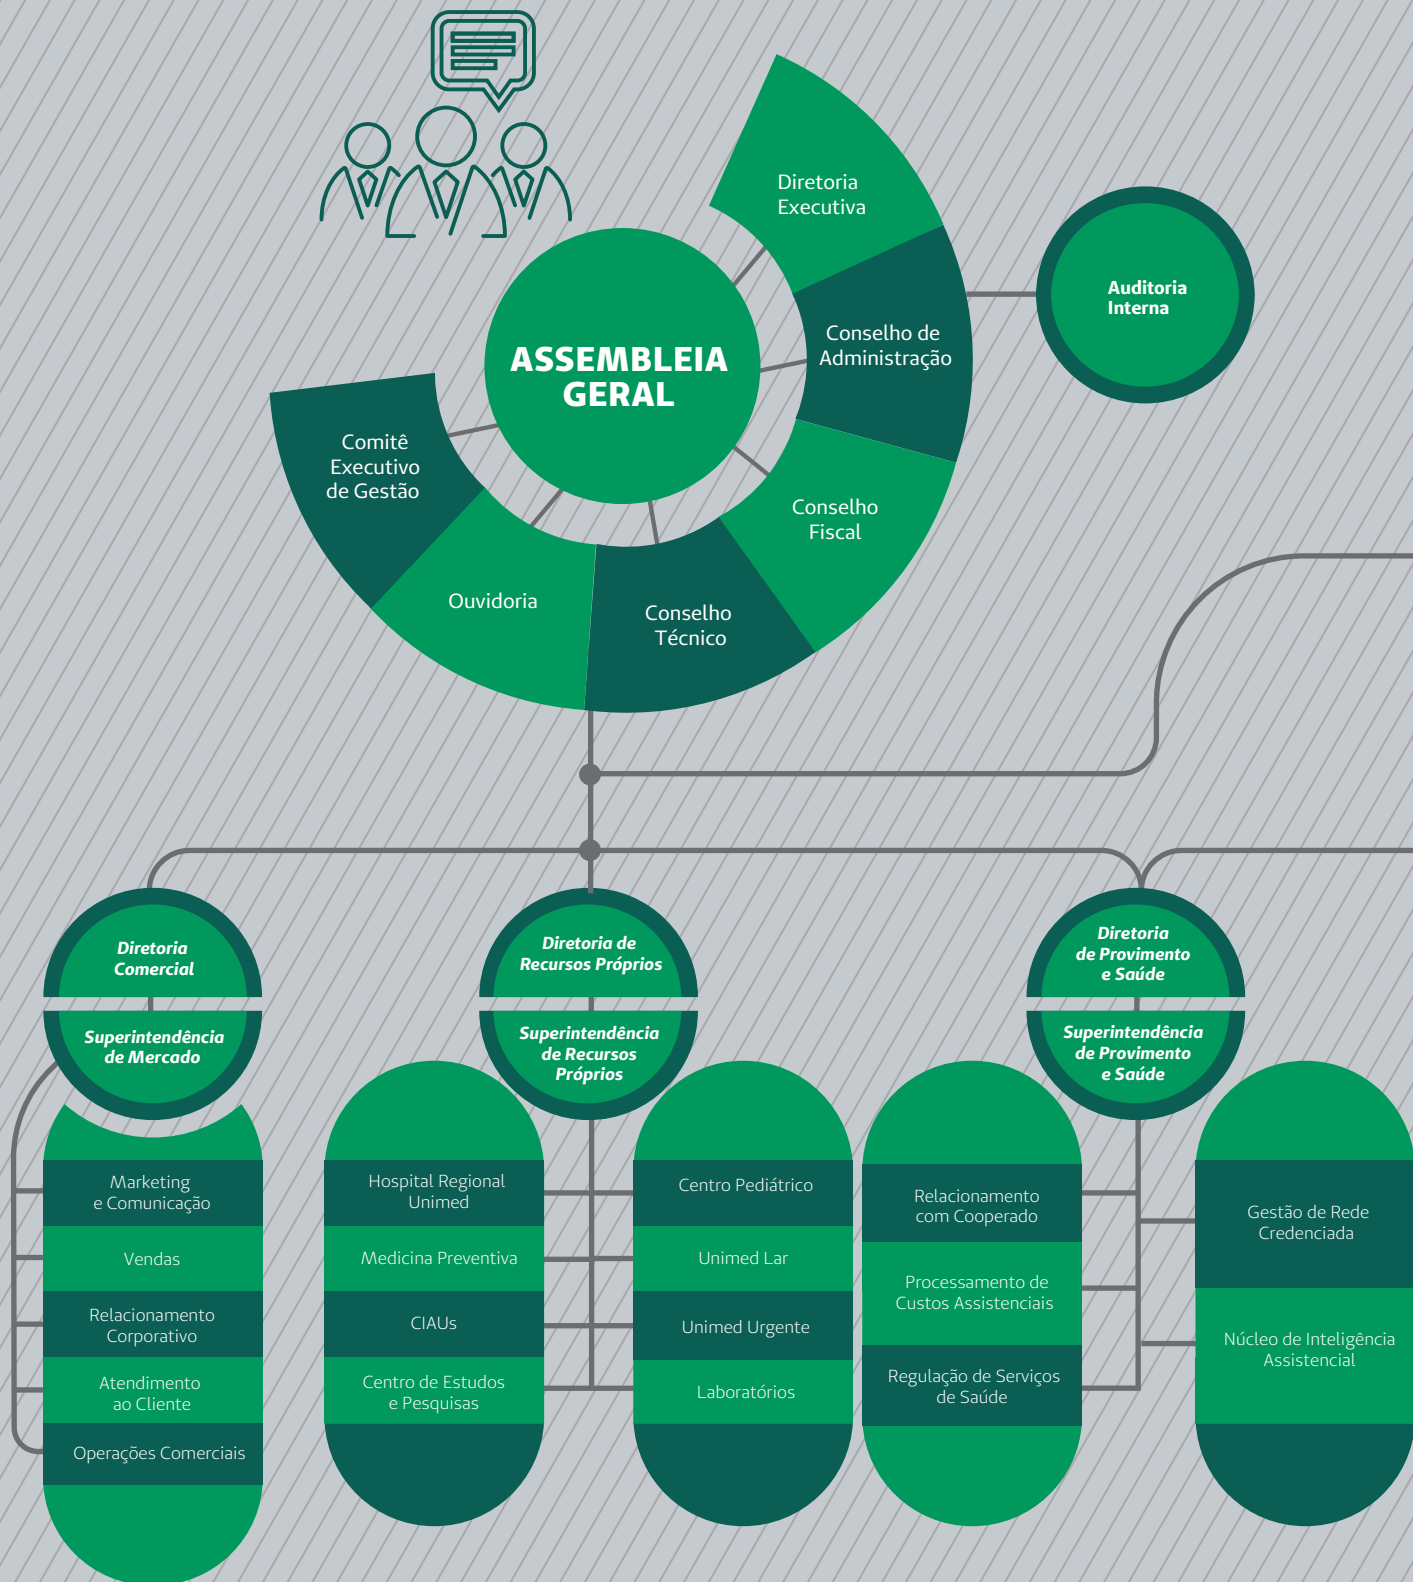 ASSEMBLEIA
GERAL
Diretoria
Executiva
Conselho de
Administração
Conselho
Fiscal
Conselho
Técnico
Ouvidoria
Comitê
Executivo
de Gestão
Auditoria
Interna
Diretoria
Comercial
Superintendência
de Mercado
Marketing
e Comunicação
Vendas
Relacionamento
Corporativo
Atendimento
ao Cliente
Operações Comerciais
Diretoria de
Recursos Próprios
Superintendência
de Recursos
Próprios
Hospital Regional
Unimed
Medicina Preventiva
CIAUs
Centro de Estudos
e Pesquisas
Centro Pediátrico
Unimed Lar
Unimed Urgente
Laboratórios
Diretoria
de Provimento
e Saúde
Superintendência
de Provimento
e Saúde
Relacionamento
com Cooperado
Processamento de
Custos Assistenciais
Regulação de Serviços
de Saúde
Gestão de Rede
Credenciada
Núcleo de Inteligência
Assistencial